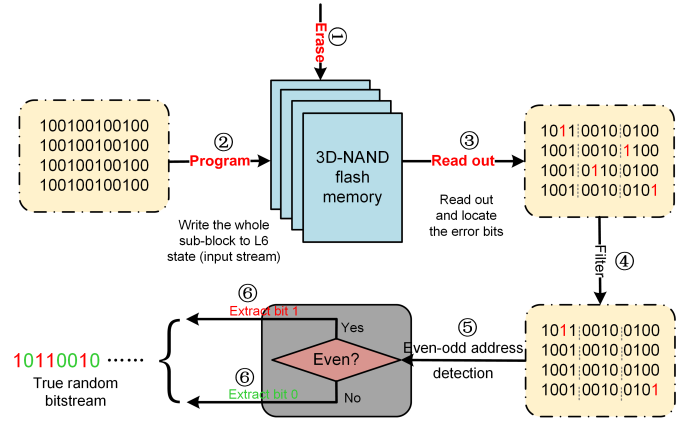 ①
Erase
100100100100
100100100100
100100100100
100100100100
②
Program
Write the whole
sub-block to L6
state (input stream)
3D-NAND
flash
memory
③
Read out
Read out
and locate
the error bits
1011 0010 0100
1001 0010 1100
1001 0110 0100
1001 0010 0101
Filter
④
1011 0010 0100
1001 0010 0100
1001 0010 0100
1001 0010 0101
⑤
Even-odd address
detection
Even?
Yes
No
⑥
Extract bit 1
⑥
Extract bit 0
10110010 ······
True random
bitstream